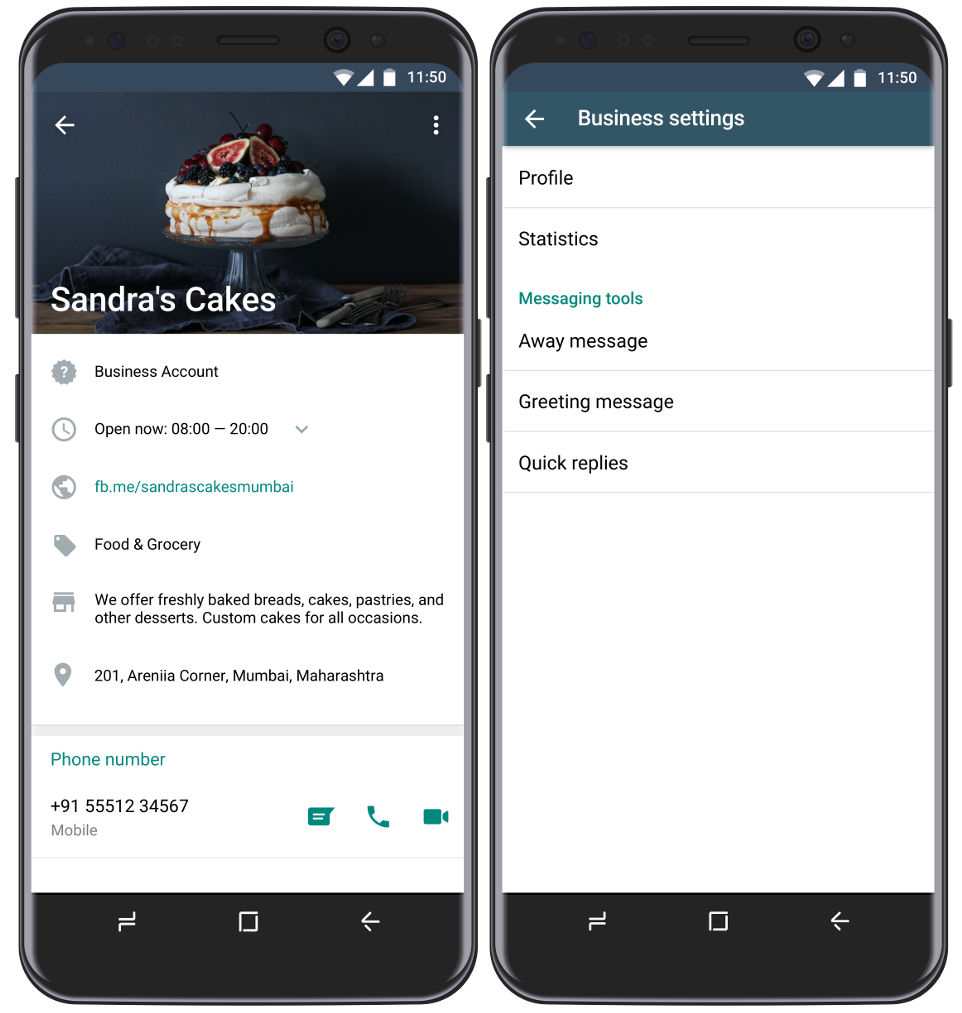 11:50
Sandra's Cakes
Business Account
Open now: 08:00 — 20:00
fb.me/sandrascakesmumbai
Food & Grocery
We offer freshly baked breads, cakes, pastries, and
other desserts. Custom cakes for all occasions.
201, Areniia Corner, Mumbai, Maharashtra
Phone number
+91 55512 34567
Mobile
11:50
Business settings
Profile
Statistics
Messaging tools
Away message
Greeting message
Quick replies